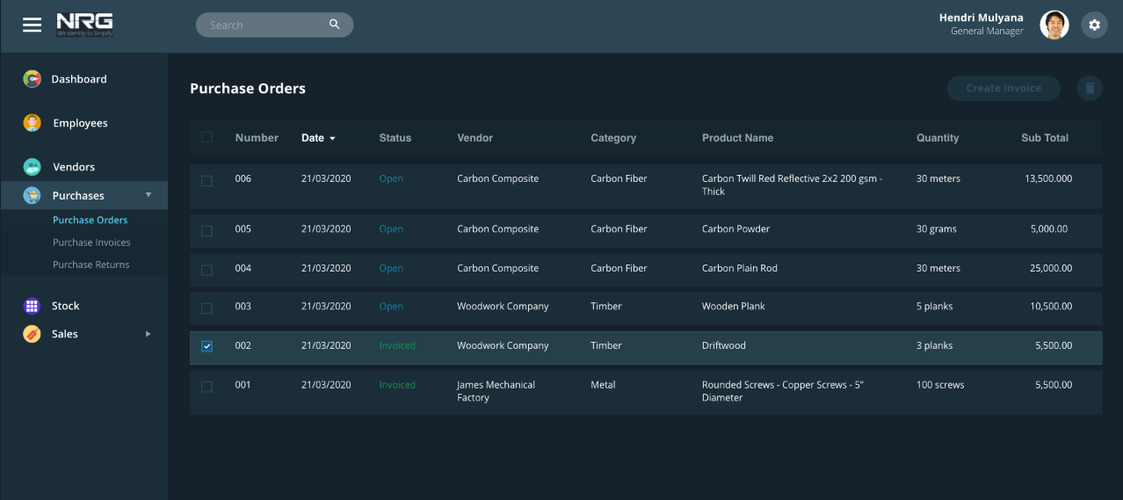 NRG
We Identity to Simplify
Search
Hendri Mulyana
General Manager
Dashboard
Employees
Vendors
Purchases
Purchase Orders
Purchase Invoices
Purchase Returns
Stock
Sales
Purchase Orders
Create Invoice
Number Date Status Vendor Category Product Name Quantity Sub Total
006 21/03/2020 Open Carbon Composite Carbon Fiber Carbon Twill Red Reflective 2x2 200 gsm - 30 meters 13,500.000
Thick
005 21/03/2020 Open Carbon Composite Carbon Fiber Carbon Powder 30 grams 5,000.00
004 21/03/2020 Open Carbon Composite Carbon Fiber Carbon Plain Rod 30 meters 25,000.00
003 21/03/2020 Open Woodwork Company Timber Wooden Plank 5 planks 10,500.00
002 21/03/2020 Invoiced Woodwork Company Timber Driftwood 3 planks 5,500.00
001 21/03/2020 Invoiced James Mechanical Metal Rounded Screws - Copper Screws - 5" 100 screws 5,500.00
Factory Diameter